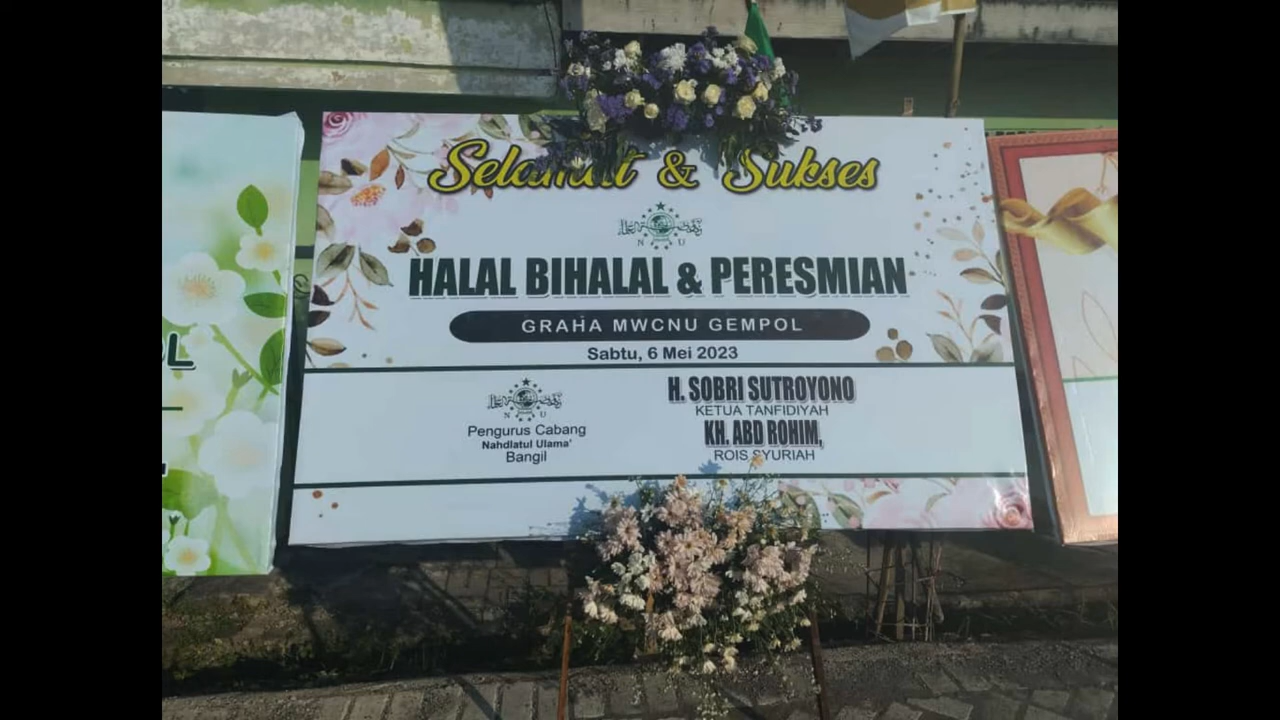 Selamat & Sukses
N U
HALAL BIHALAL & PERESMIAN
GRAHA MWCNU GEMPOL
Sabtu, 6 Mei 2023
N U
Pengurus Cabang
Nahdlatul Ulama'
Bangil
H. SOBRI SUTROYONO
KETUA TANFIDIYAH
KH. ABD ROHIM,
ROIS SYURIAH